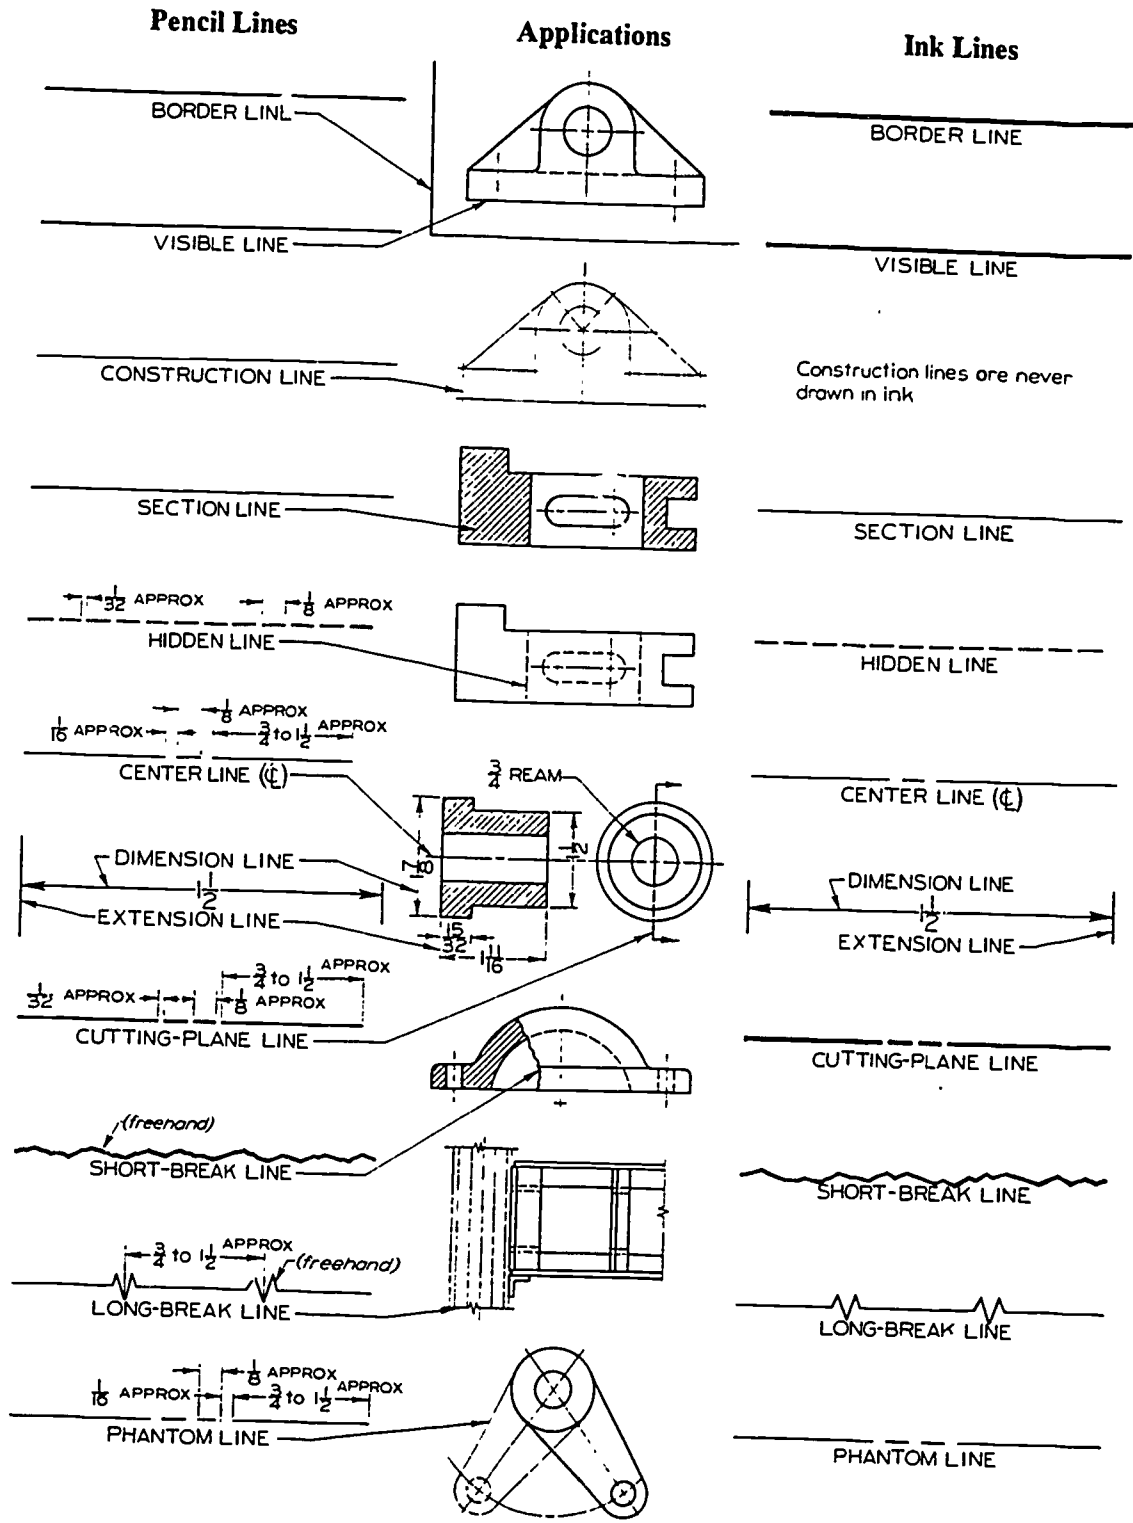 Pencil Lines
Applications
Ink Lines
BORDER LINE
BORDER LINE
VISIBLE LINE
VISIBLE LINE
CONSTRUCTION LINE
Construction lines are never
drawn in ink
SECTION LINE
SECTION LINE
1/32 APPROX
1/8 APPROX
HIDDEN LINE
HIDDEN LINE
1/8 APPROX
1/16 APPROX
3/4 to 1 1/2 APPROX
CENTER LINE (℄)
3/4 REAM
CENTER LINE (℄)
1 7/8
1 1/2
DIMENSION LINE
1 1/2
EXTENSION LINE
15/32
1 11/16
DIMENSION LINE
1 1/2
EXTENSION LINE
3/4 to 1 1/2 APPROX
1/32 APPROX
1/8 APPROX
CUTTING-PLANE LINE
CUTTING-PLANE LINE
(freehand)
SHORT-BREAK LINE
SHORT-BREAK LINE
3/4 to 1 1/2 APPROX
(freehand)
LONG-BREAK LINE
LONG-BREAK LINE
1/8 APPROX
1/16 APPROX
3/4 to 1 1/2 APPROX
PHANTOM LINE
PHANTOM LINE